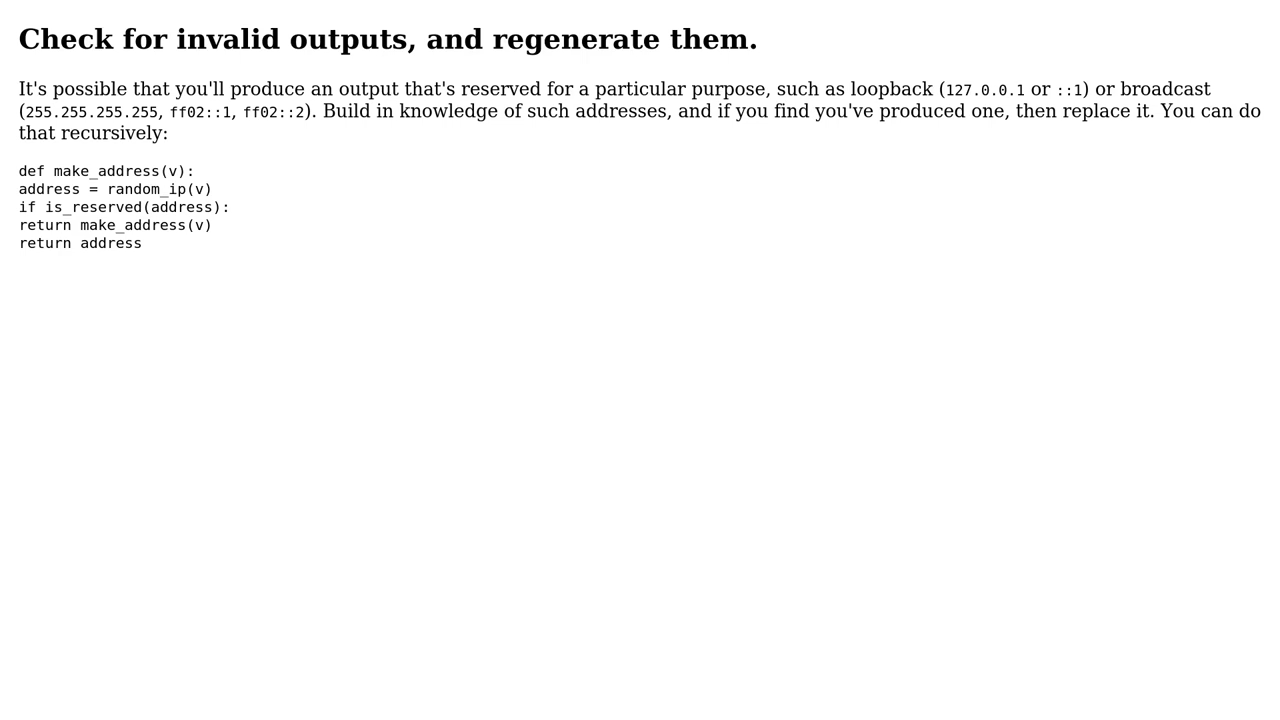 Check for invalid outputs, and regenerate them.
It's possible that you'll produce an output that's reserved for a particular purpose, such as loopback (127.0.0.1 or ::1) or broadcast
(255.255.255.255, ff02::1, ff02::2). Build in knowledge of such addresses, and if you find you've produced one, then replace it. You can do
that recursively:
def make_address(v):
address = random_ip(v)
if is_reserved(address):
return make_address(v)
return address